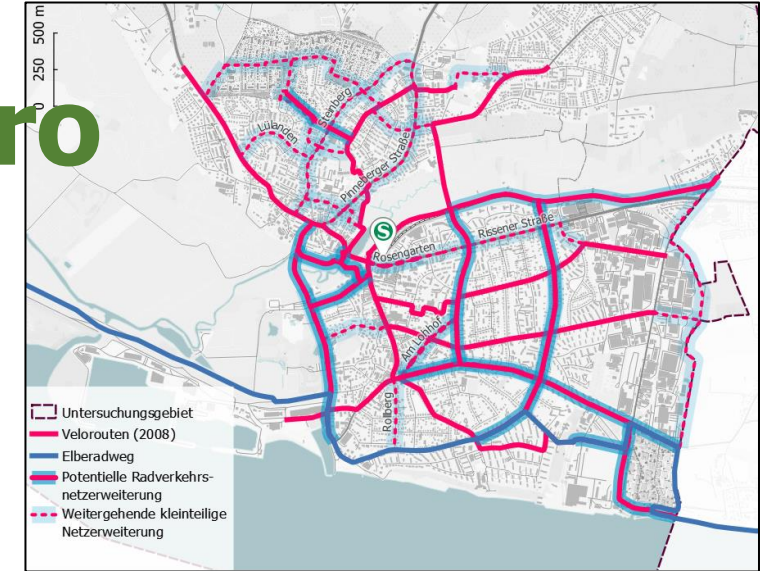 500 m
250
0
ro
Steinberg
Lülanden
Pinneberger Straße
S
Rosengarten
Rissener Straße
Am Lohhof
Rolberg
Untersuchungsgebiet
Velorouten (2008)
Elberadweg
Potentielle Radverkehrs-
netzerweiterung
Weitergehende kleinteilige
Netzerweiterung